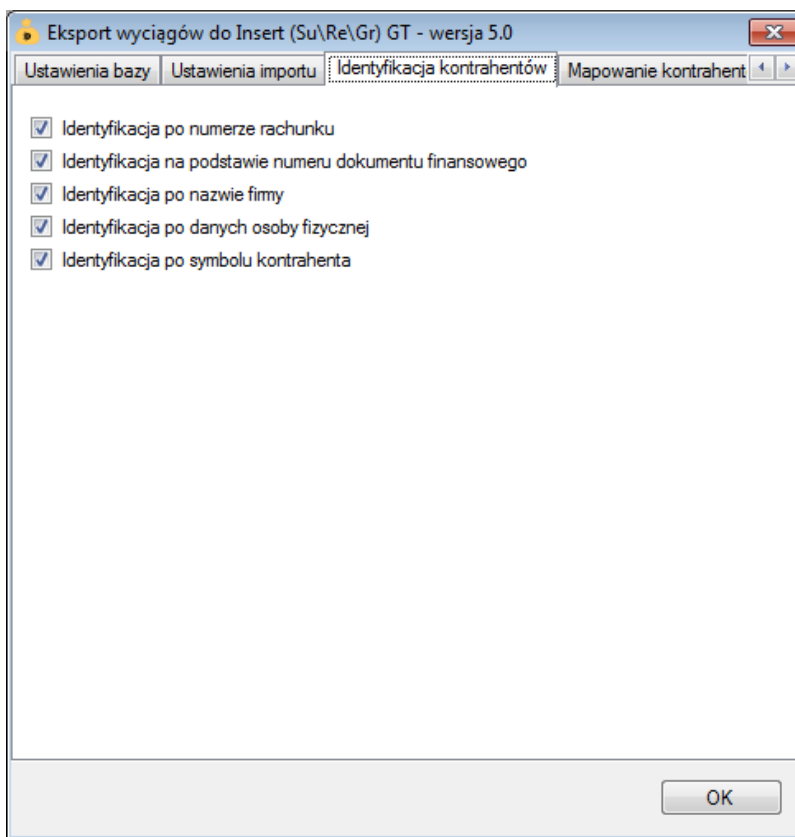 Eksport wyciągów do Insert (Su\Re\Gr) GT - wersja 5.0
Ustawienia bazy Ustawienia importu Identyfikacja kontrahentów Mapowanie kontrahent
Identyfikacja po numerze rachunku
Identyfikacja na podstawie numeru dokumentu finansowego
Identyfikacja po nazwie firmy
Identyfikacja po danych osoby fizycznej
Identyfikacja po symbolu kontrahenta
OK